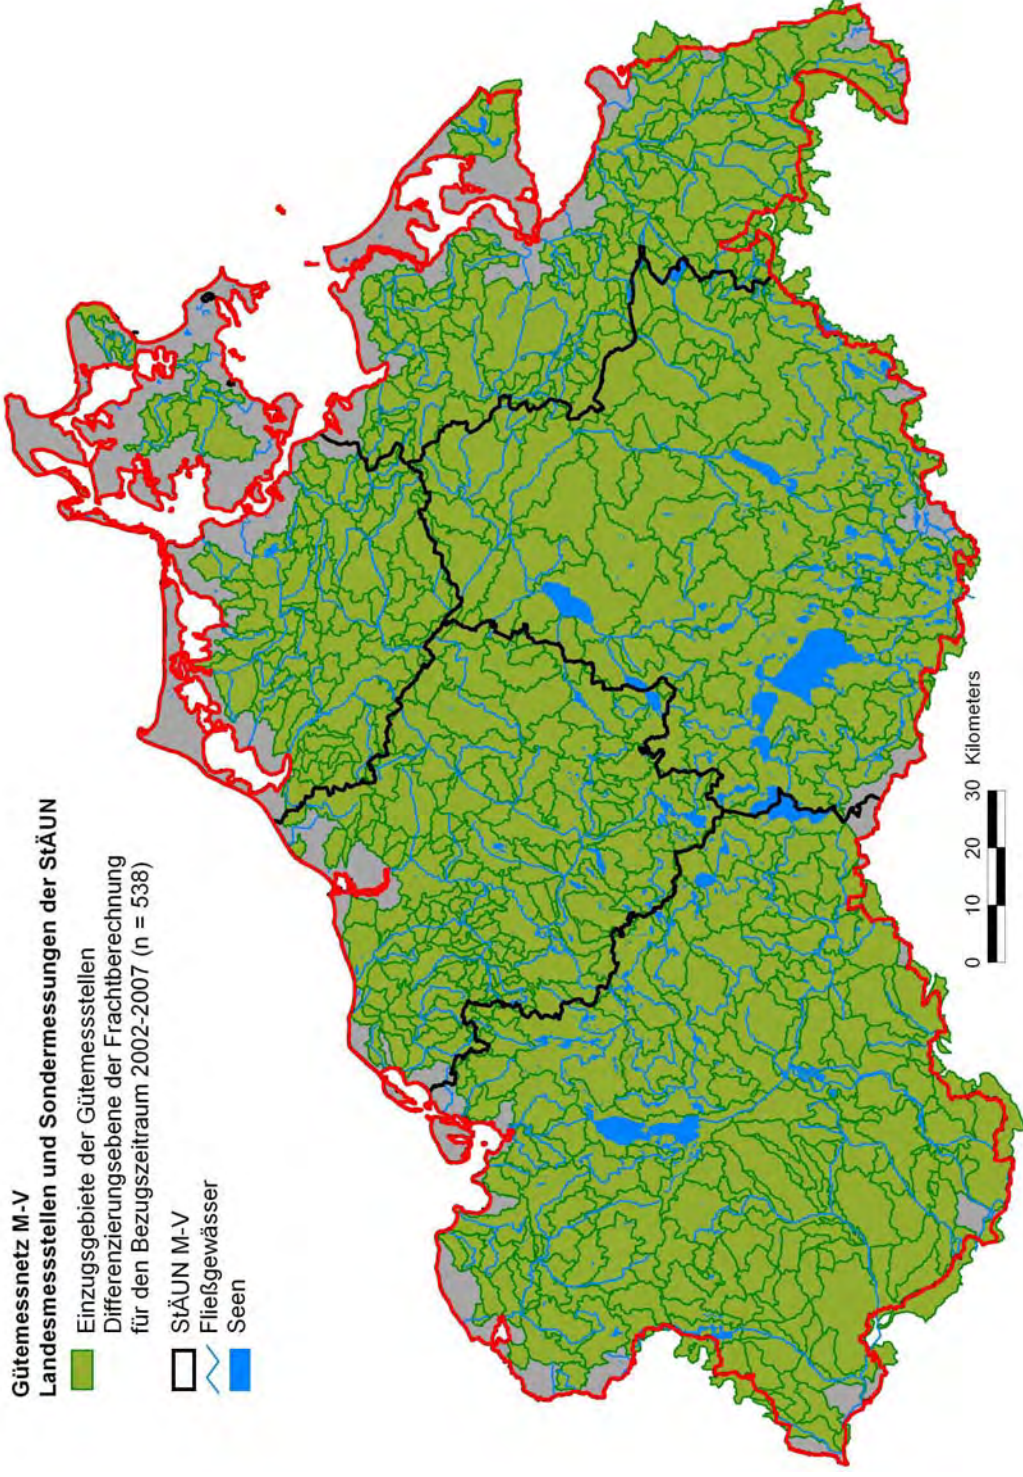 Gütemessnetz M-V
Landesmessstellen und Sondermessungen der StÄUN
Einzugsgebiete der Gütemessstellen
Differenzierungsebene der Frachtberechnung
für den Bezugszeitraum 2002-2007 (n = 538)
StÄUN M-V
Fließgewässer
Seen
0 10 20 30 Kilometers